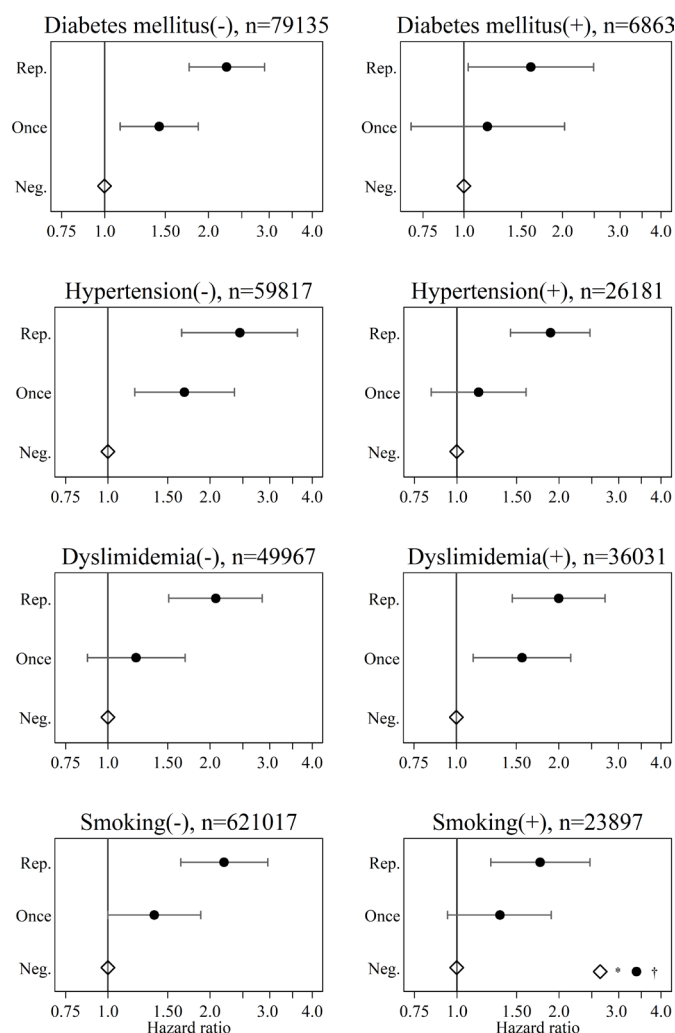 Diabetes mellitus(-), n=79135
Rep.
Once
Neg.
0.75 1.0 1.50 2.0 3.0 4.0
Diabetes mellitus(+), n=6863
Rep.
Once
Neg.
0.75 1.0 1.50 2.0 3.0 4.0
Hypertension(-), n=59817
Rep.
Once
Neg.
0.75 1.0 1.50 2.0 3.0 4.0
Hypertension(+), n=26181
Rep.
Once
Neg.
0.75 1.0 1.50 2.0 3.0 4.0
Dyslimidemia(-), n=49967
Rep.
Once
Neg.
0.75 1.0 1.50 2.0 3.0 4.0
Dyslimidemia(+), n=36031
Rep.
Once
Neg.
0.75 1.0 1.50 2.0 3.0 4.0
Smoking(-), n=621017
Rep.
Once
Neg.
0.75 1.0 1.50 2.0 3.0 4.0
Hazard ratio
Smoking(+), n=23897
Rep.
Once
Neg.
* †
0.75 1.0 1.50 2.0 3.0 4.0
Hazard ratio